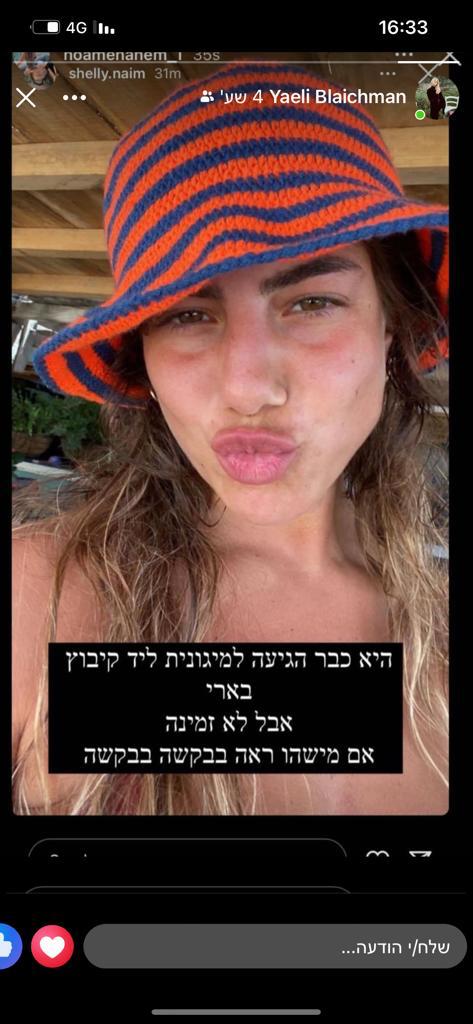 4G 16:33
noamenahem_i 35s
shelly.naim 31m
Yaeli Blaichman 4 שע'
היא כבר הגיעה למיגונית ליד קיבוץ
בארי
אבל לא זמינה
אם מישהו ראה בבקשה בבקשה
שלח/י הודעה...